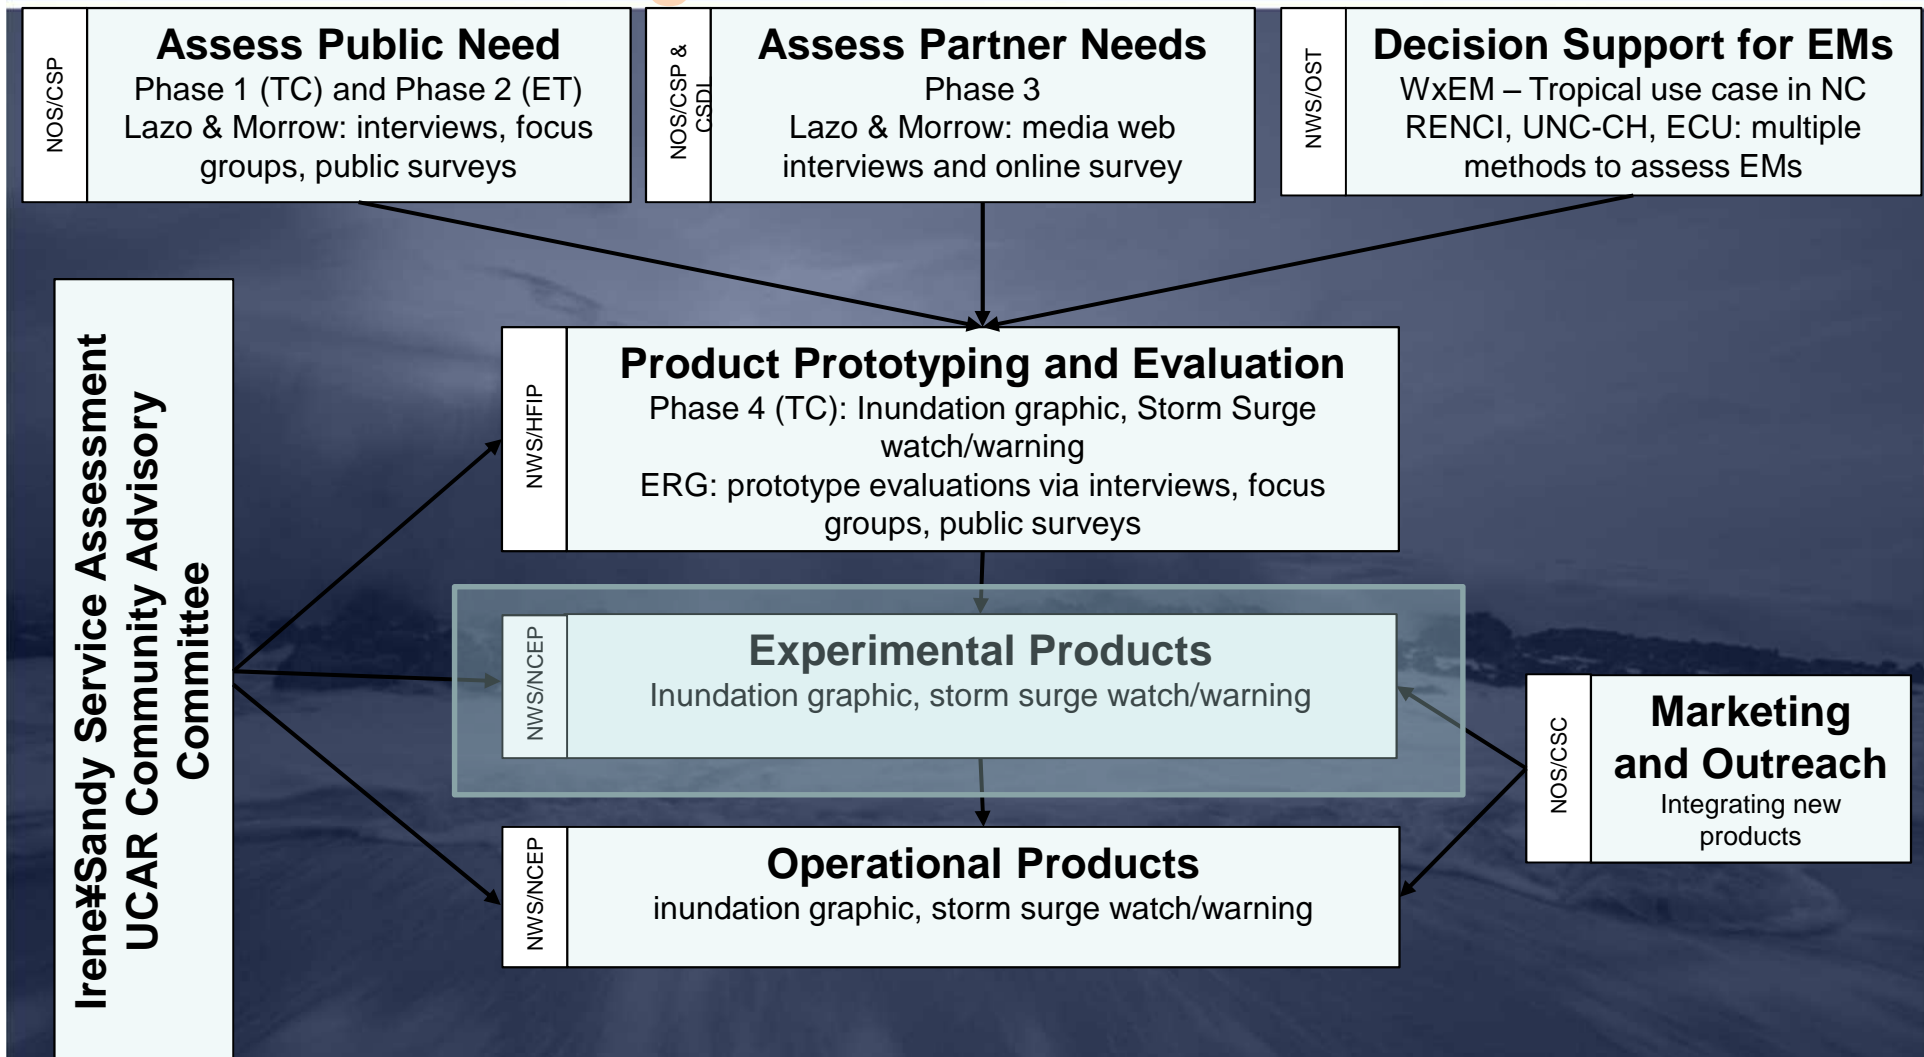 NOS/CSP
Assess Public Need
Phase 1 (TC) and Phase 2 (ET)
Lazo & Morrow: interviews, focus
groups, public surveys
NOS/CSP &
CSDL
Assess Partner Needs
Phase 3
Lazo & Morrow: media web
interviews and online survey
NWS/OST
Decision Support for EMs
WxEM – Tropical use case in NC
RENCI, UNC-CH, ECU: multiple
methods to assess EMs
Irene¥Sandy Service Assessment
UCAR Community Advisory
Committee
NWS/HFIP
Product Prototyping and Evaluation
Phase 4 (TC): Inundation graphic, Storm Surge
watch/warning
ERG: prototype evaluations via interviews, focus
groups, public surveys
NWS/NCEP
Experimental Products
Inundation graphic, storm surge watch/warning
NOS/CSC
Marketing
and Outreach
Integrating new
products
NWS/NCEP
Operational Products
inundation graphic, storm surge watch/warning